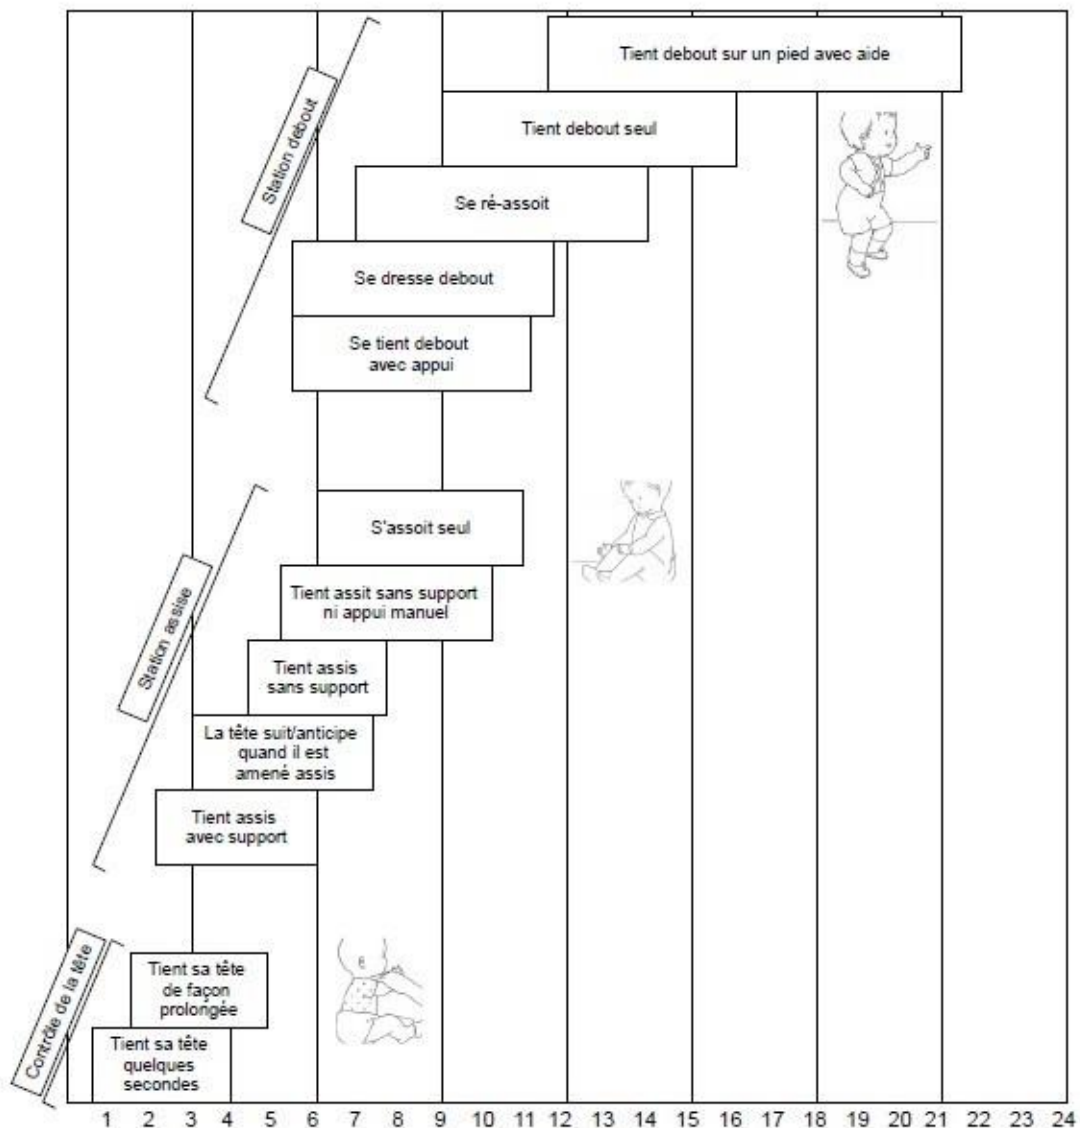 Tient debout sur un pied avec aide
Tient debout seul
Station debout
Se ré-assoit
Se dresse debout
Se tient debout
avec appui
S'assoit seul
Tient assit sans support
ni appui manuel
Station assise
Tient assis
sans support
La tête suit/anticipe
quand il est
amené assis
Tient assis
avec support
Contrôle de la tête
Tient sa tête
de façon
prolongée
Tient sa tête
quelques
secondes
1 2 3 4 5 6 7 8 9 10 11 12 13 14 15 16 17 18 19 20 21 22 23 24